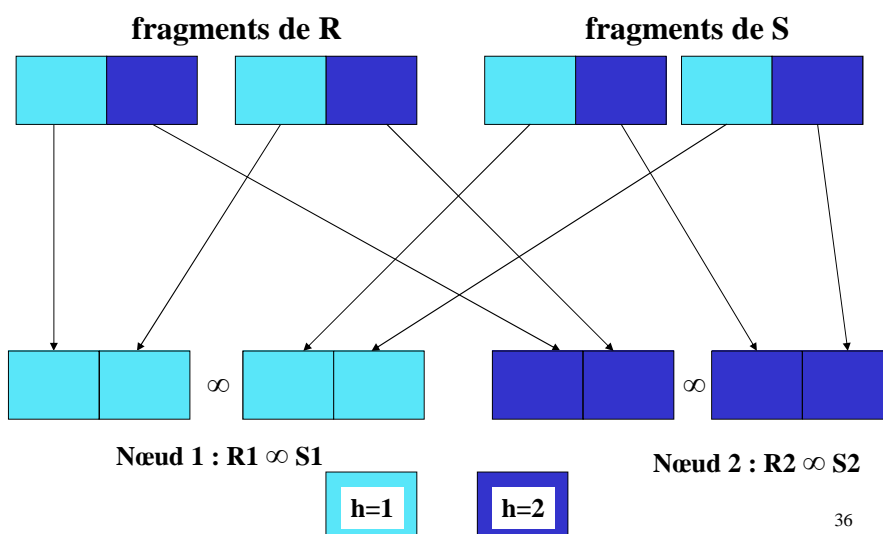 fragments de R
fragments de S
∞
∞
Nœud 1 : R1 ∞ S1
Nœud 2 : R2 ∞ S2
h=1
h=2
36